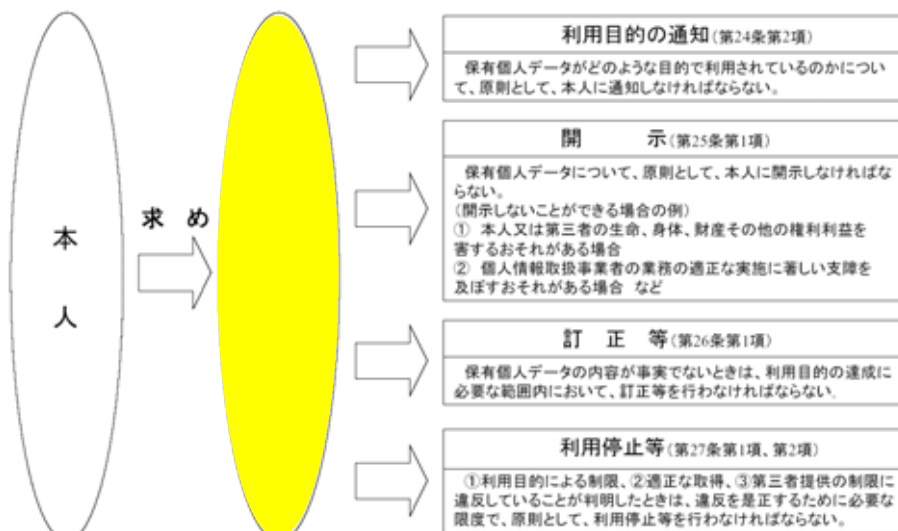 本
人
求 め
利用目的の通知(第24条第2項)
保有個人データがどのような目的で利用されているのかについ
て、原則として、本人に通知しなければならない。
開 示(第25条第1項)
保有個人データについて、原則として、本人に開示しなければな
らない。
(開示しないことができる場合の例)
① 本人又は第三者の生命、身体、財産その他の権利利益を
害するおそれがある場合
② 個人情報取扱事業者の業務の適正な実施に著しい支障を
及ぼすおそれがある場合 など
訂 正 等(第26条第1項)
保有個人データの内容が事実でないときは、利用目的の達成に
必要な範囲内において、訂正等を行わなければならない。
利用停止等(第27条第1項、第2項)
①利用目的による制限、②適正な取得、③第三者提供の制限に
違反していることが判明したときは、違反を是正するために必要な
限度で、原則として、利用停止等を行わなければならない。